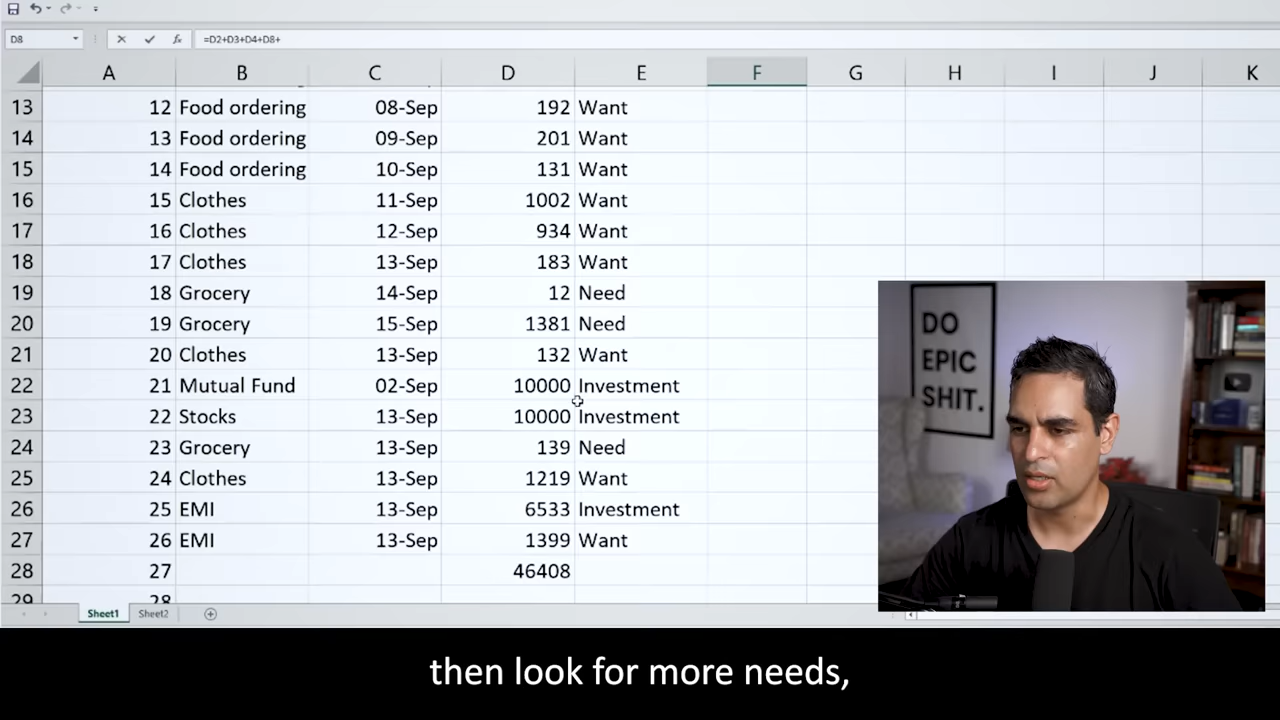 D8 =D2+D3+D4+D8+
A B C D E F G H I J K
13 12 Food ordering 08-Sep 192 Want
14 13 Food ordering 09-Sep 201 Want
15 14 Food ordering 10-Sep 131 Want
16 15 Clothes 11-Sep 1002 Want
17 16 Clothes 12-Sep 934 Want
18 17 Clothes 13-Sep 183 Want
19 18 Grocery 14-Sep 12 Need
20 19 Grocery 15-Sep 1381 Need
21 20 Clothes 13-Sep 132 Want
22 21 Mutual Fund 02-Sep 10000 Investment
23 22 Stocks 13-Sep 10000 Investment
24 23 Grocery 13-Sep 139 Need
25 24 Clothes 13-Sep 1219 Want
26 25 EMI 13-Sep 6533 Investment
27 26 EMI 13-Sep 1399 Want
28 27 46408
29 28
DO
EPIC
SHIT.
Sheet1 Sheet2
then look for more needs,